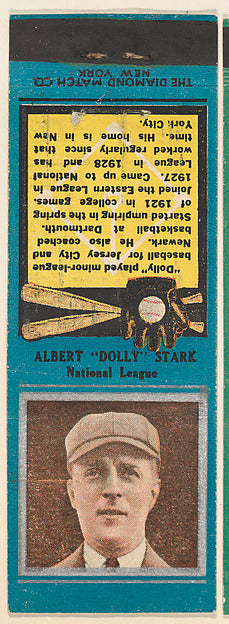 THE DIAMOND MATCH CO.
NEW YORK
"Dolly" played minor-league
baseball for Jersey City and
Newark. He also coached
basketball at Dartmouth.
Started umpiring in the spring
of 1921 in college games.
Joined the Eastern League in
1927. Came up to National
League in 1928 and has
worked regularly since that
time. His home is in New
York City.
ALBERT "DOLLY" STARK
National League